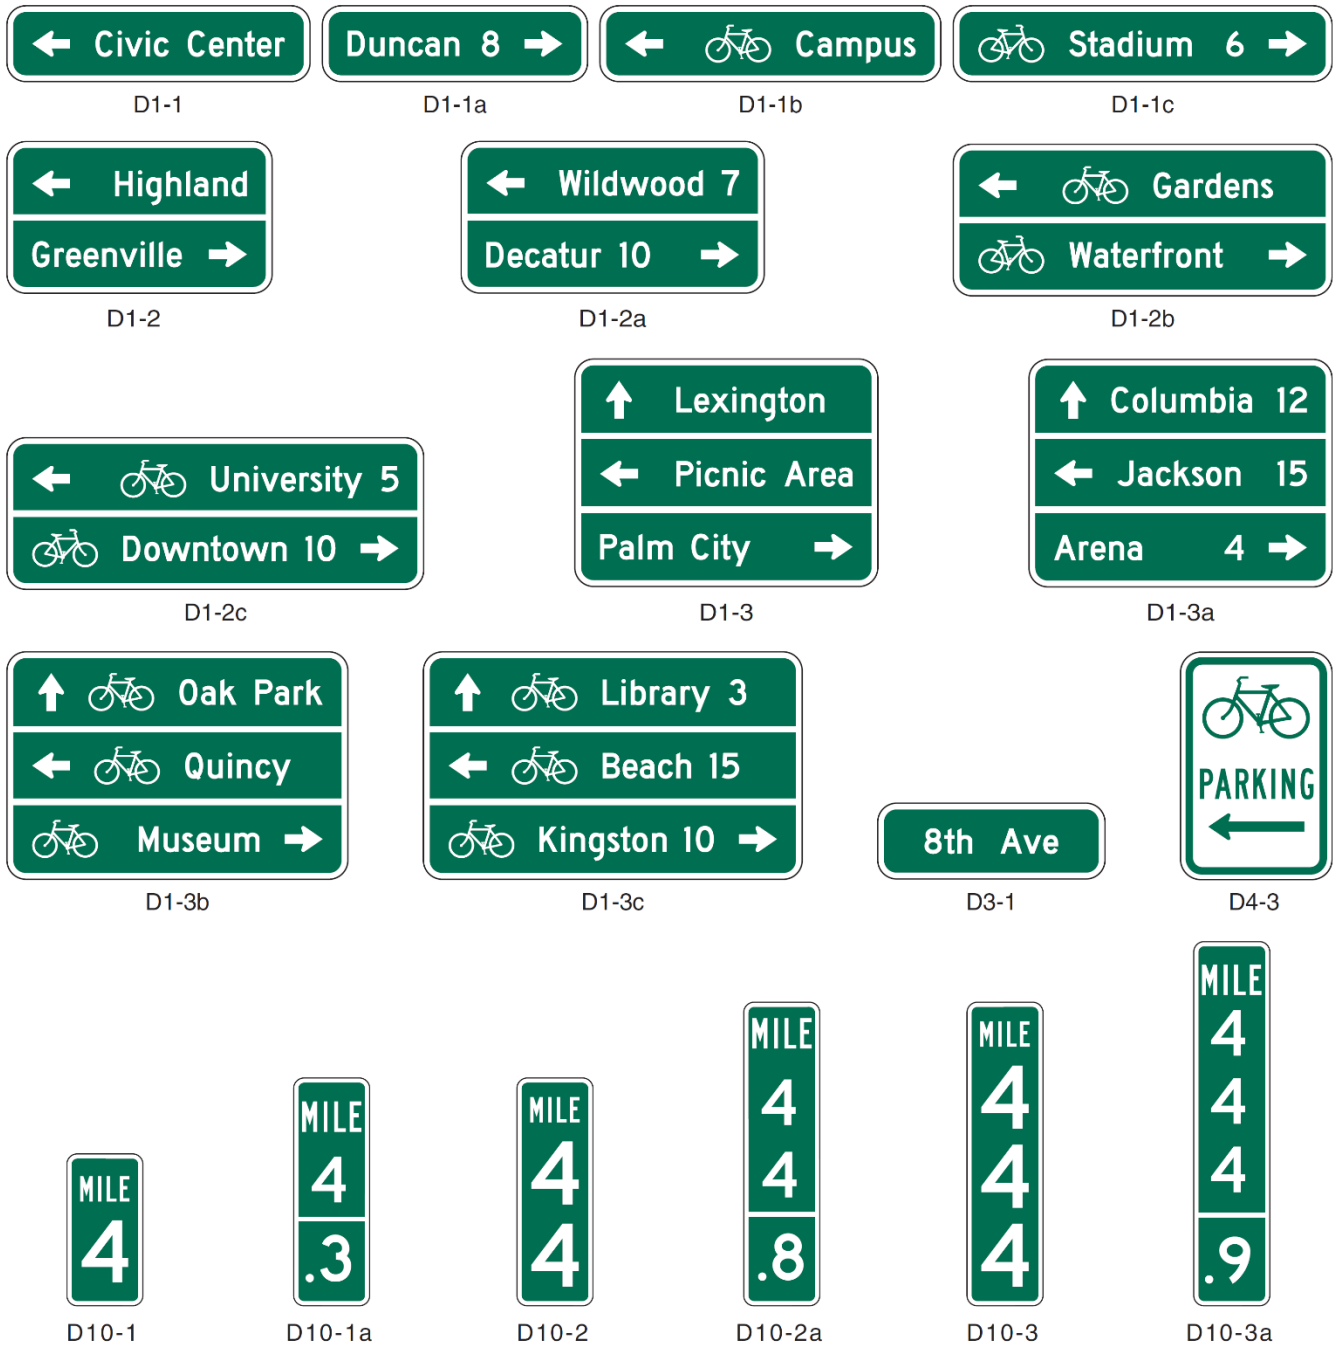 Civic Center
Duncan 8
Campus
Stadium 6
D1-1
D1-1a
D1-1b
D1-1c
Highland
Greenville
Wildwood 7
Decatur 10
Gardens
Waterfront
D1-2
D1-2a
D1-2b
University 5
Downtown 10
Lexington
Picnic Area
Palm City
Columbia 12
Jackson 15
Arena 4
D1-2c
D1-3
D1-3a
Oak Park
Quincy
Museum
Library 3
Beach 15
Kingston 10
8th Ave
PARKING
D1-3b
D1-3c
D3-1
D4-3
MILE
4
MILE
4
.3
MILE
4
4
MILE
4
4
.8
MILE
4
4
4
MILE
4
4
4
.9
D10-1
D10-1a
D10-2
D10-2a
D10-3
D10-3a